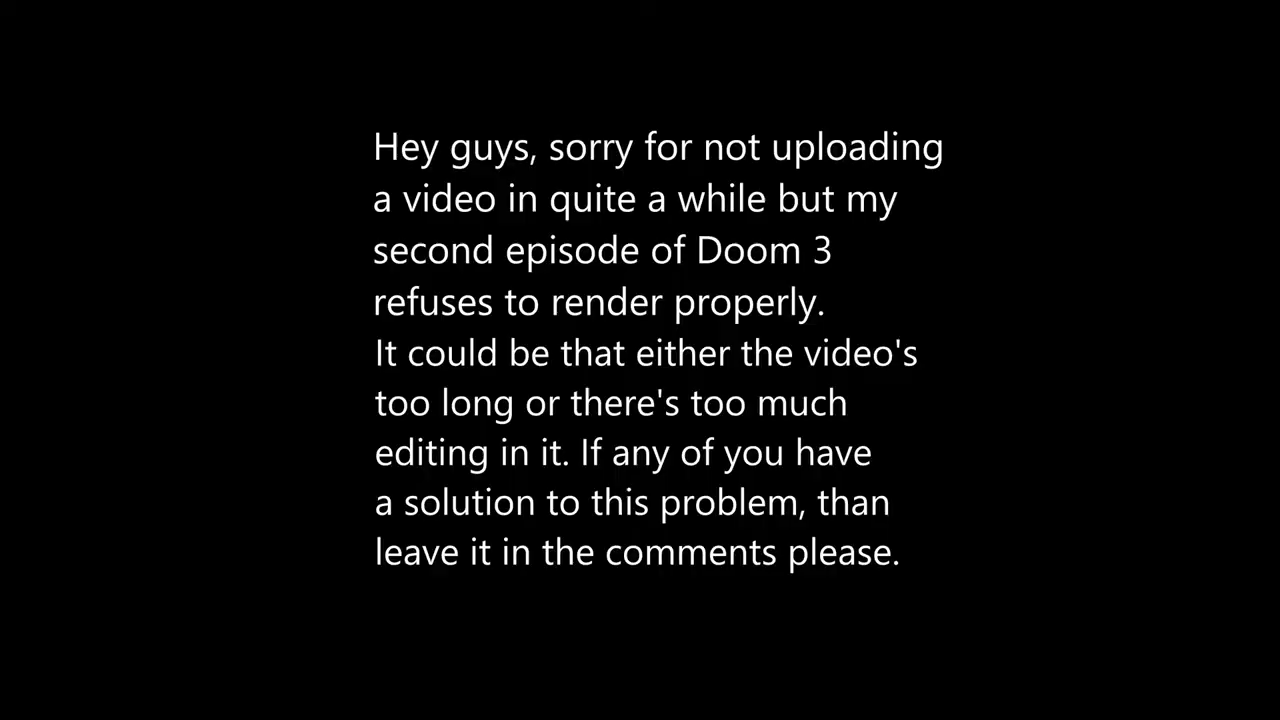 Hey guys, sorry for not uploading
a video in quite a while but my
second episode of Doom 3
refuses to render properly.
It could be that either the video's
too long or there's too much
editing in it. If any of you have
a solution to this problem, than
leave it in the comments please.